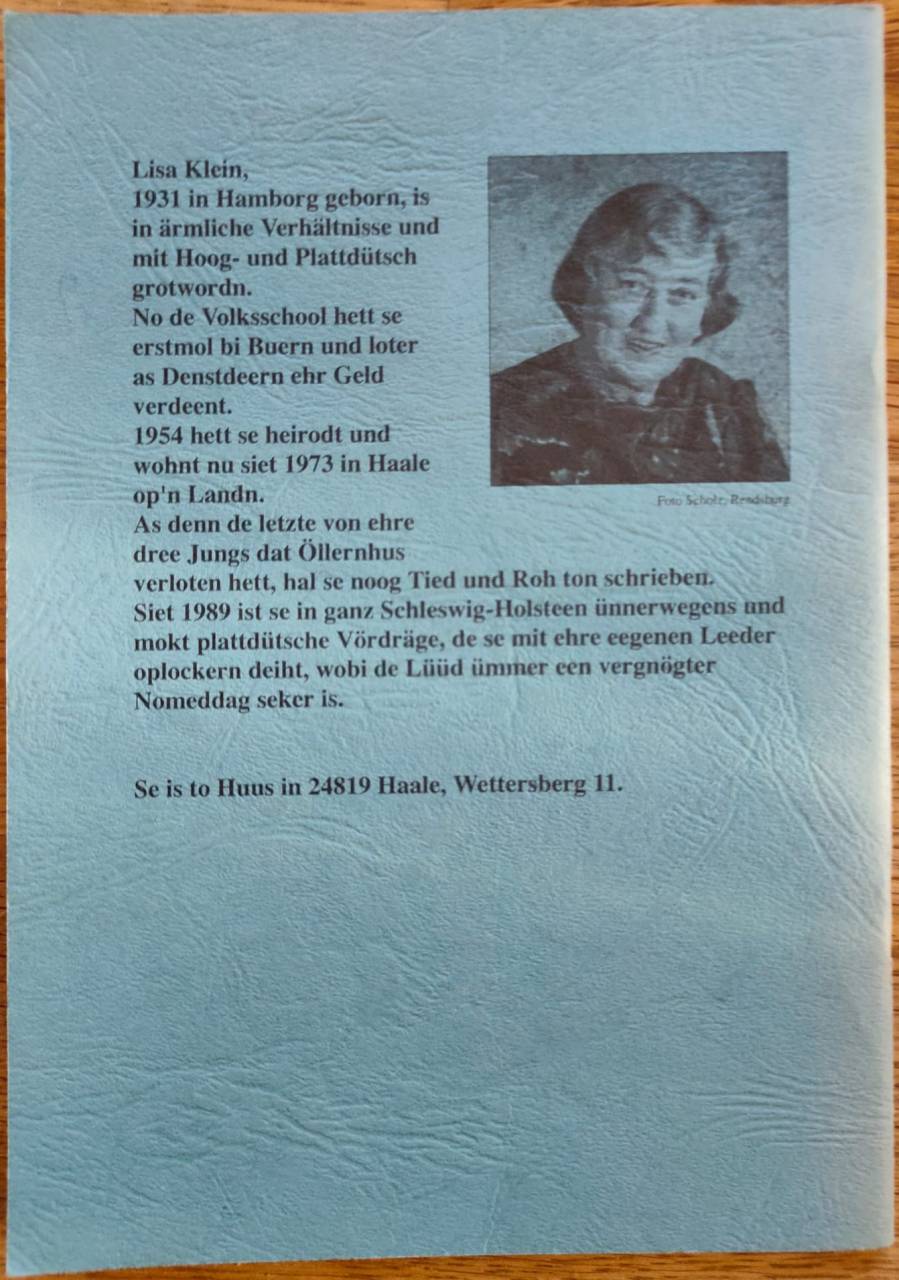 Lisa Klein,
1931 in Hamborg geborn, is
in ärmliche Verhältnisse und
mit Hoog- und Plattdütsch
grotwordn.
No de Volksschool hett se
erstmol bi Buern und loter
as Denstdeern ehr Geld
verdeent.
1954 hett se heirodt und
wohnt nu siet 1973 in Haale
op'n Landn.
As denn de letzte von ehre
dree Jungs dat Öllernhus
verloten hett, hal se noog Tied und Roh ton schrieben.
Siet 1989 ist se in ganz Schleswig-Holsteen ünnerwegens und
mokt plattdütsche Vördräge, de se mit ehre eegenen Leeder
oplockern deiht, wobi de Lüüd ümmer een vergnögter
Nomeddag seker is.
Se is to Huus in 24819 Haale, Wettersberg 11.
Foto Scholz, Rendsburg